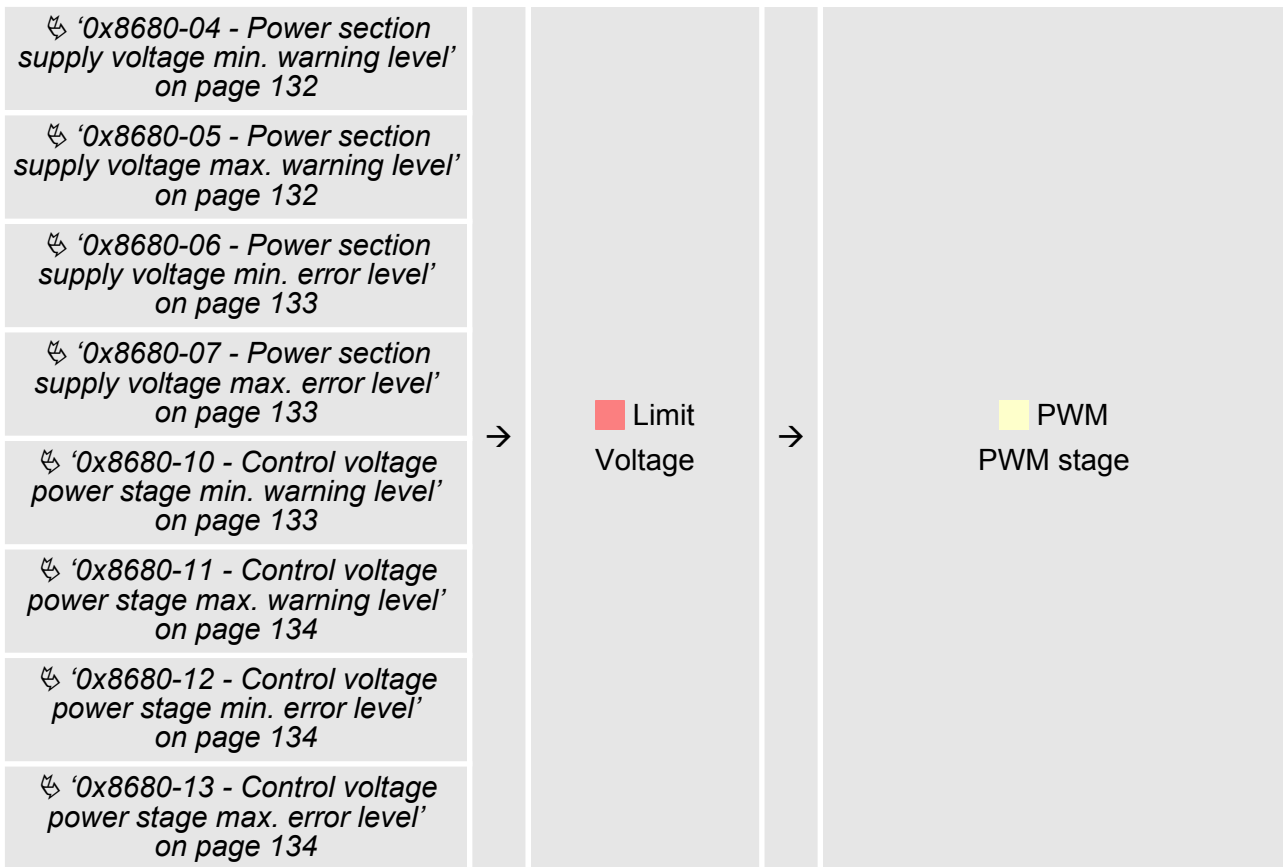 ↳ ‘0x8680-04 - Power section
supply voltage min. warning level’
on page 132
↳ ‘0x8680-05 - Power section
supply voltage max. warning level’
on page 132
↳ ‘0x8680-06 - Power section
supply voltage min. error level’
on page 133
↳ ‘0x8680-07 - Power section
supply voltage max. error level’
on page 133
↳ ‘0x8680-10 - Control voltage
power stage min. warning level’
on page 133
↳ ‘0x8680-11 - Control voltage
power stage max. warning level’
on page 134
↳ ‘0x8680-12 - Control voltage
power stage min. error level’
on page 134
↳ ‘0x8680-13 - Control voltage
power stage max. error level’
on page 134
→
Limit
Voltage
→
PWM
PWM stage